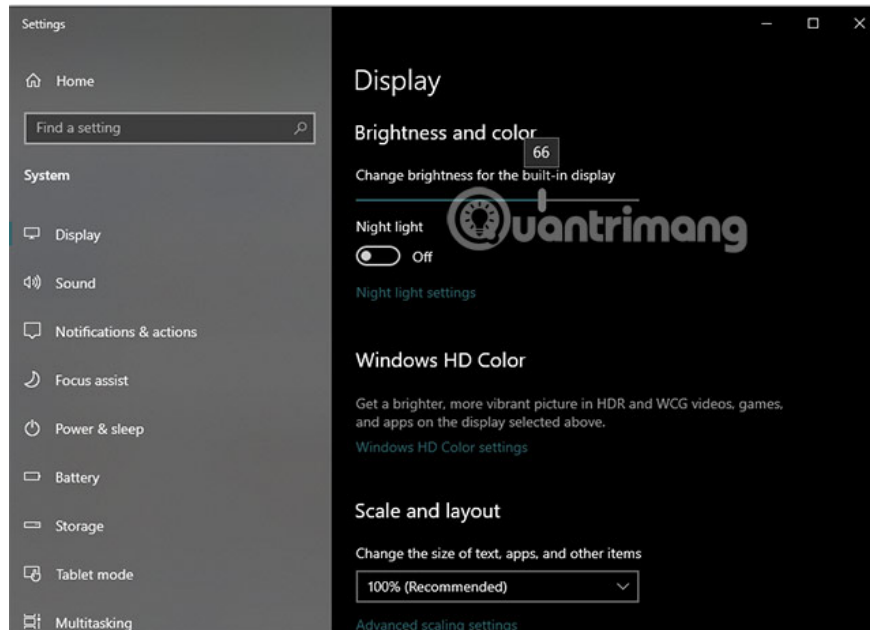 Settings
Home
Find a setting
System
Display
Sound
Notifications & actions
Focus assist
Power & sleep
Battery
Storage
Tablet mode
Multitasking
Display
Brightness and color
66
Change brightness for the built-in display
Quantrimang
Night light
Off
Night light settings
Windows HD Color
Get a brighter, more vibrant picture in HDR and WCG videos, games,
and apps on the display selected above.
Windows HD Color settings
Scale and layout
Change the size of text, apps, and other items
100% (Recommended)
Advanced scaling settings